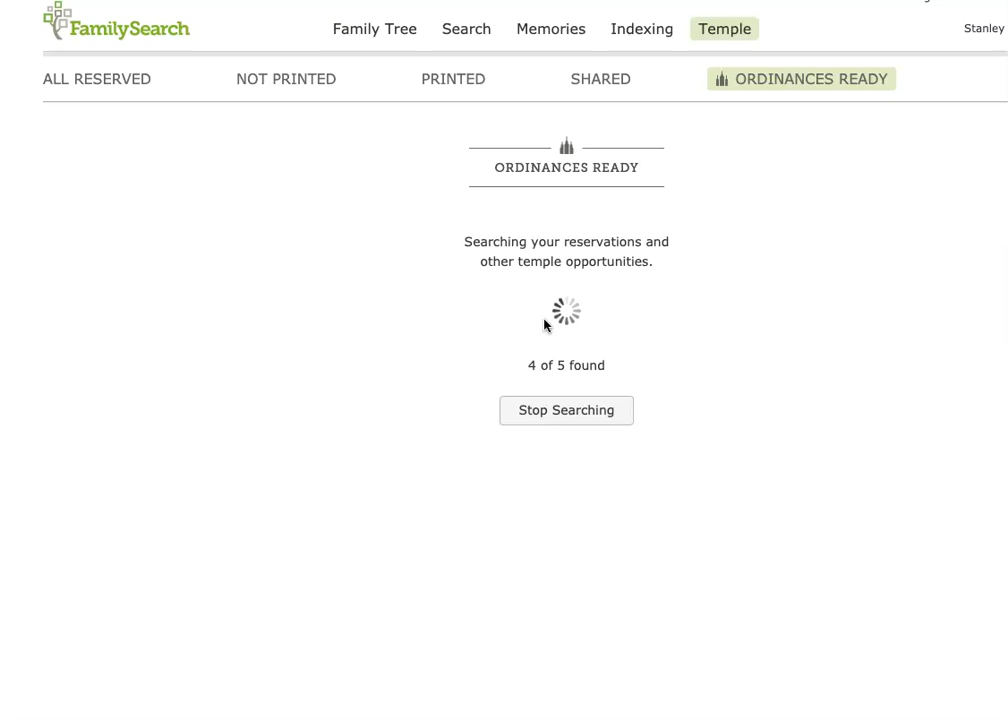 FamilySearch
Family Tree Search Memories Indexing Temple
Stanley
ALL RESERVED NOT PRINTED PRINTED SHARED ORDINANCES READY
ORDINANCES READY
Searching your reservations and
other temple opportunities.
4 of 5 found
Stop Searching